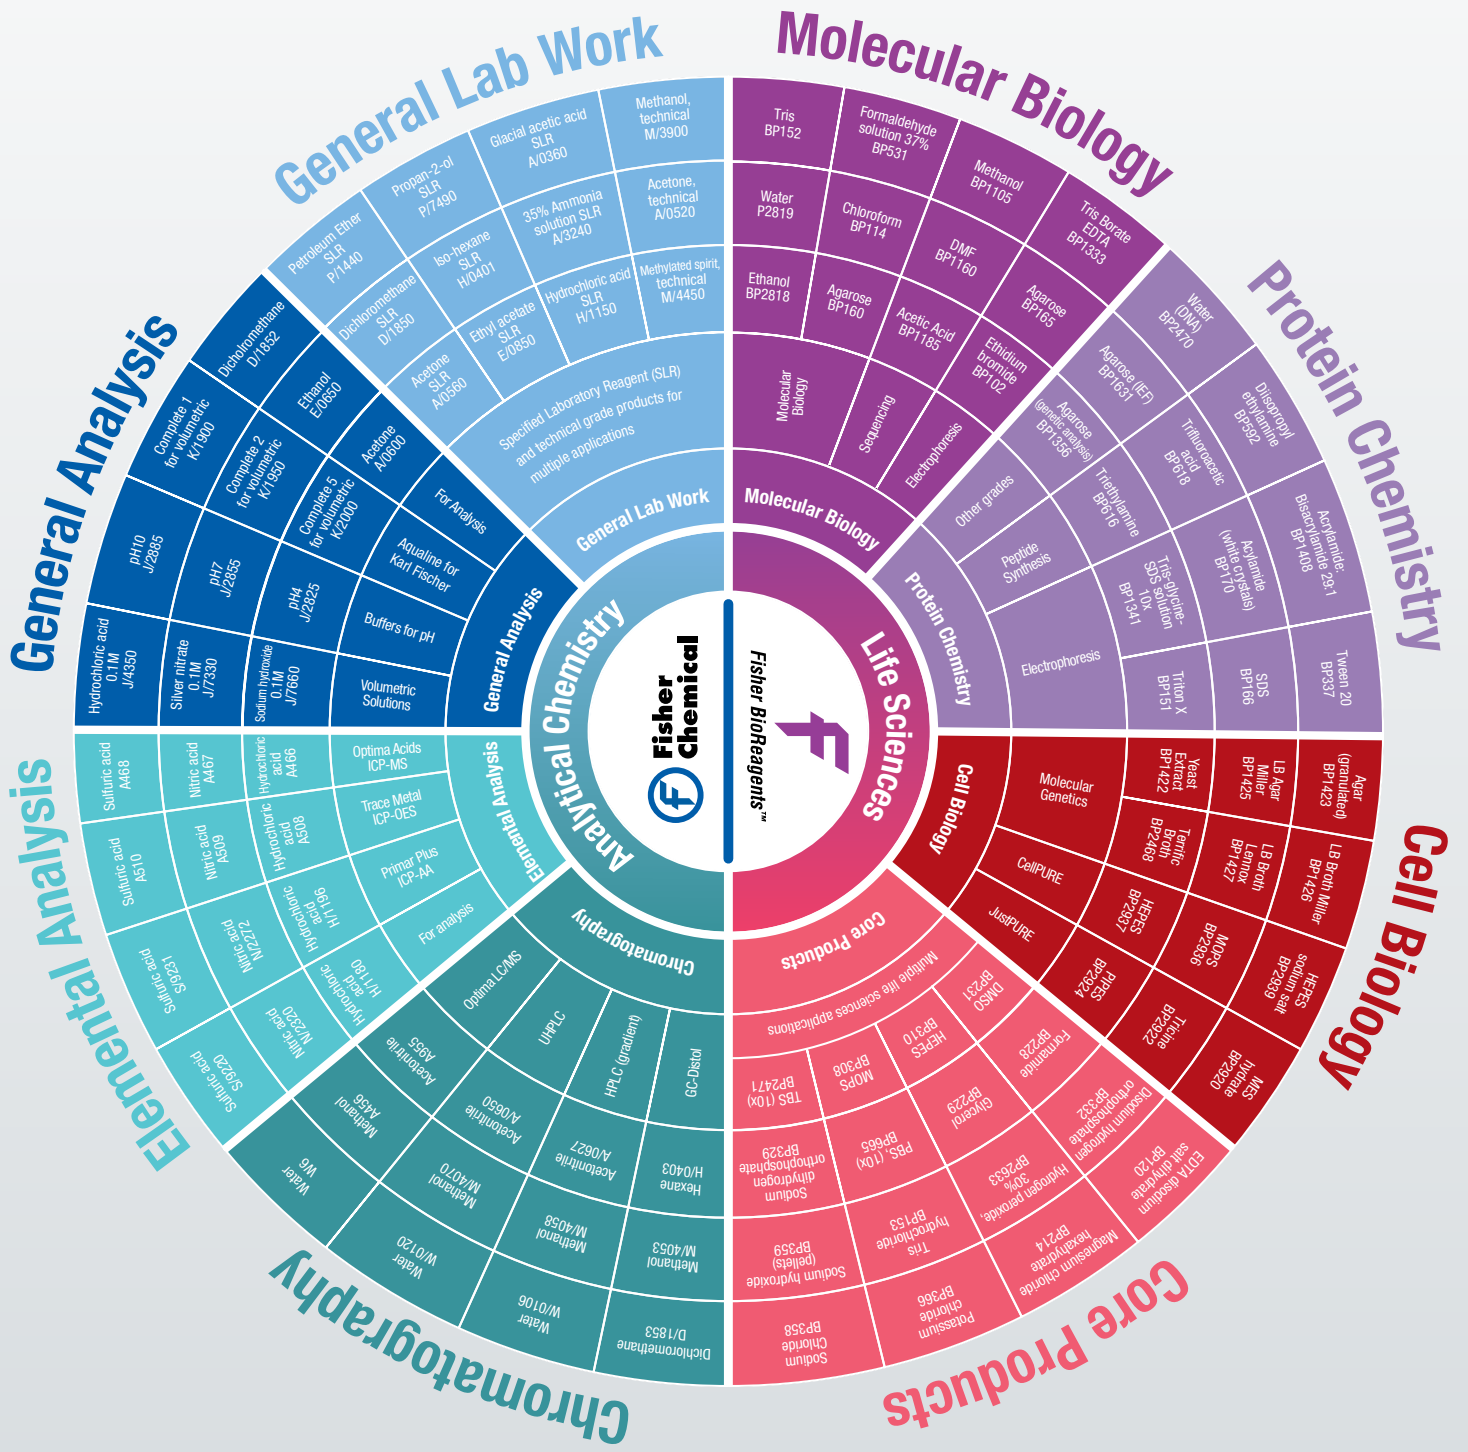 General Lab Work
Methanol,
technical
M/3900
Glacial acetic acid
SLR
A/0360
Propan-2-ol
SLR
P/7490
Petroleum Ether
SLR
P/1440
Acetone,
technical
A/0520
35% Ammonia
solution SLR
A/3240
Iso-hexane
SLR
H/0401
Dichloromethane
SLR
D/1850
Methylated spirit,
technical
M/4450
Hydrochloric acid
SLR
H/1150
Ethyl acetate
SLR
E/0850
Acetone
SLR
A/0560
Specified Laboratory Reagent (SLR)
and technical grade products for
multiple applications
General Lab Work
Molecular Biology
Tris
BP152
Formaldehyde
solution 37%
BP531
Methanol
BP1105
Tris Borate
EDTA
BP1333
Water
P2819
Chloroform
BP114
DMF
BP1160
Agarose
BP165
Ethanol
BP2818
Agarose
BP160
Acetic Acid
BP1185
Ethidium
bromide
BP102
Molecular
Biology
Sequencing
Electrophoresis
Molecular Biology
Protein Chemistry
Water
(DNA)
BP2470
Diisopropyl
ethylamine
BP592
Acrylamide:
Bisacrylamide 29:1
BP1408
Tween 20
BP337
Agarose (IEF)
BP1631
Trifluoroacetic
acid
BP618
Acylamide
(white crystals)
BP170
SDS
BP166
Agarose
(genetic analysis)
BP1356
Triethylamine
BP616
Tris-glycine-
SDS solution
10x
BP1341
Triton X
BP151
Other grades
Peptide
Synthesis
Electrophoresis
Protein Chemistry
Cell Biology
Agar
(granulated)
BP1423
LB Broth Miller
BP1426
HEPES
sodium salt
BP2939
MES
hydrate
BP2920
LB Agar
Miller
BP1425
LB Broth
Lennox
BP1427
MOPS
BP2936
Tricine
BP2922
Yeast
Extract
BP1422
Terrific
Broth
BP2468
HEPES
BP2937
PIPES
BP2924
Molecular
Genetics
CellPURE
JustPURE
Cell Biology
Core Products
EDTA disodium
salt dihydrate
BP120
Magnesium chloride
hexahydrate
BP214
Potassium
chloride
BP366
Sodium
Chloride
BP358
Disodium hydrogen
orthophosphate
BP332
Hydrogen peroxide,
30%
BP2633
Tris
hydrochloride
BP153
Sodium hydroxide
(pellets)
BP359
Formamide
BP228
Glycerol
BP229
PBS, (10x)
BP665
Sodium
dihydrogen
orthophosphate
BP329
DMSO
BP231
HEPES
BP310
MOPS
BP308
TBS (10x)
BP2471
Multiple life sciences applications
Core Products
Chromatography
Dichloromethane
D/1853
Water
W/0106
Water
W/0120
Water
W6
Methanol
M/4053
Methanol
M/4058
Methanol
M/4070
Methanol
A456
Hexane
H/0403
Acetonitrile
A/0627
Acetonitrile
A/0650
Acetonitrile
A955
GC-Distol
HPLC (gradient)
UHPLC
Optima LC/MS
Chromatography
Elemental Analysis
Sulfuric acid
S/9220
Sulfuric acid
S/9231
Sulfuric acid
A510
Sulfuric acid
A468
Nitric acid
N/2320
Nitric acid
N/2272
Nitric acid
A509
Nitric acid
A467
Hydrochloric
acid
H/1180
Hydrochloric
acid
H/1196
Hydrochloric
acid
A508
Hydrochloric
acid
A466
For analysis
Primar Plus
ICP-AA
Trace Metal
ICP-OES
Optima Acids
ICP-MS
Elemental Analysis
General Analysis
Hydrochloric acid
0.1M
J/4350
pH10
J/2885
Complete 1
for volumetric
K/1900
Dicholromethane
D/1852
Silver nitrate
0.1M
J/7330
pH7
J/2855
Complete 2
for volumetric
K/1950
Ethanol
E/0650
Sodium hydroxide
0.1M
J/7660
pH4
J/2825
Complete 5
for volumetric
K/2000
Acetone
A/0600
Volumetric
Solutions
Buffers for pH
Aqualine for
Karl Fischer
For Analysis
General Analysis
Analytical Chemistry
Life Sciences
f
Fisher
Chemical
Fisher BioReagents™
f